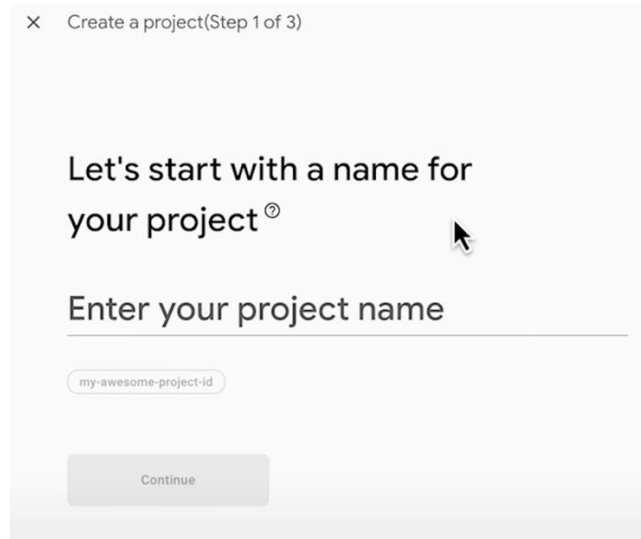 Create a project(Step 1 of 3)
Let's start with a name for
your project
Enter your project name
my-awesome-project-id
Continue